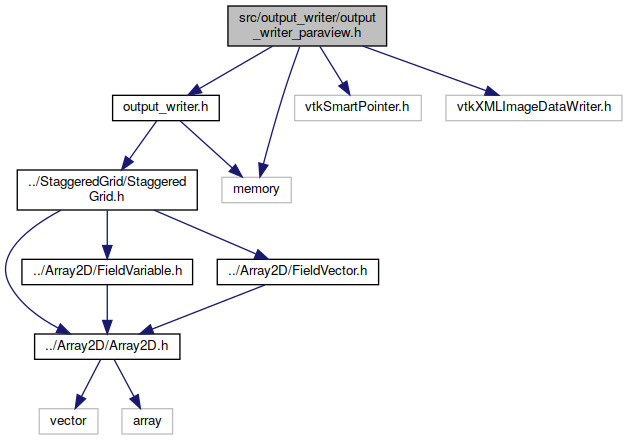 src/output_writer/output
_writer_paraview.h
output_writer.h
vtkSmartPointer.h
vtkXMLImageDataWriter.h
../StaggeredGrid/Staggered
Grid.h
memory
../Array2D/FieldVariable.h
../Array2D/FieldVector.h
../Array2D/Array2D.h
vector
array